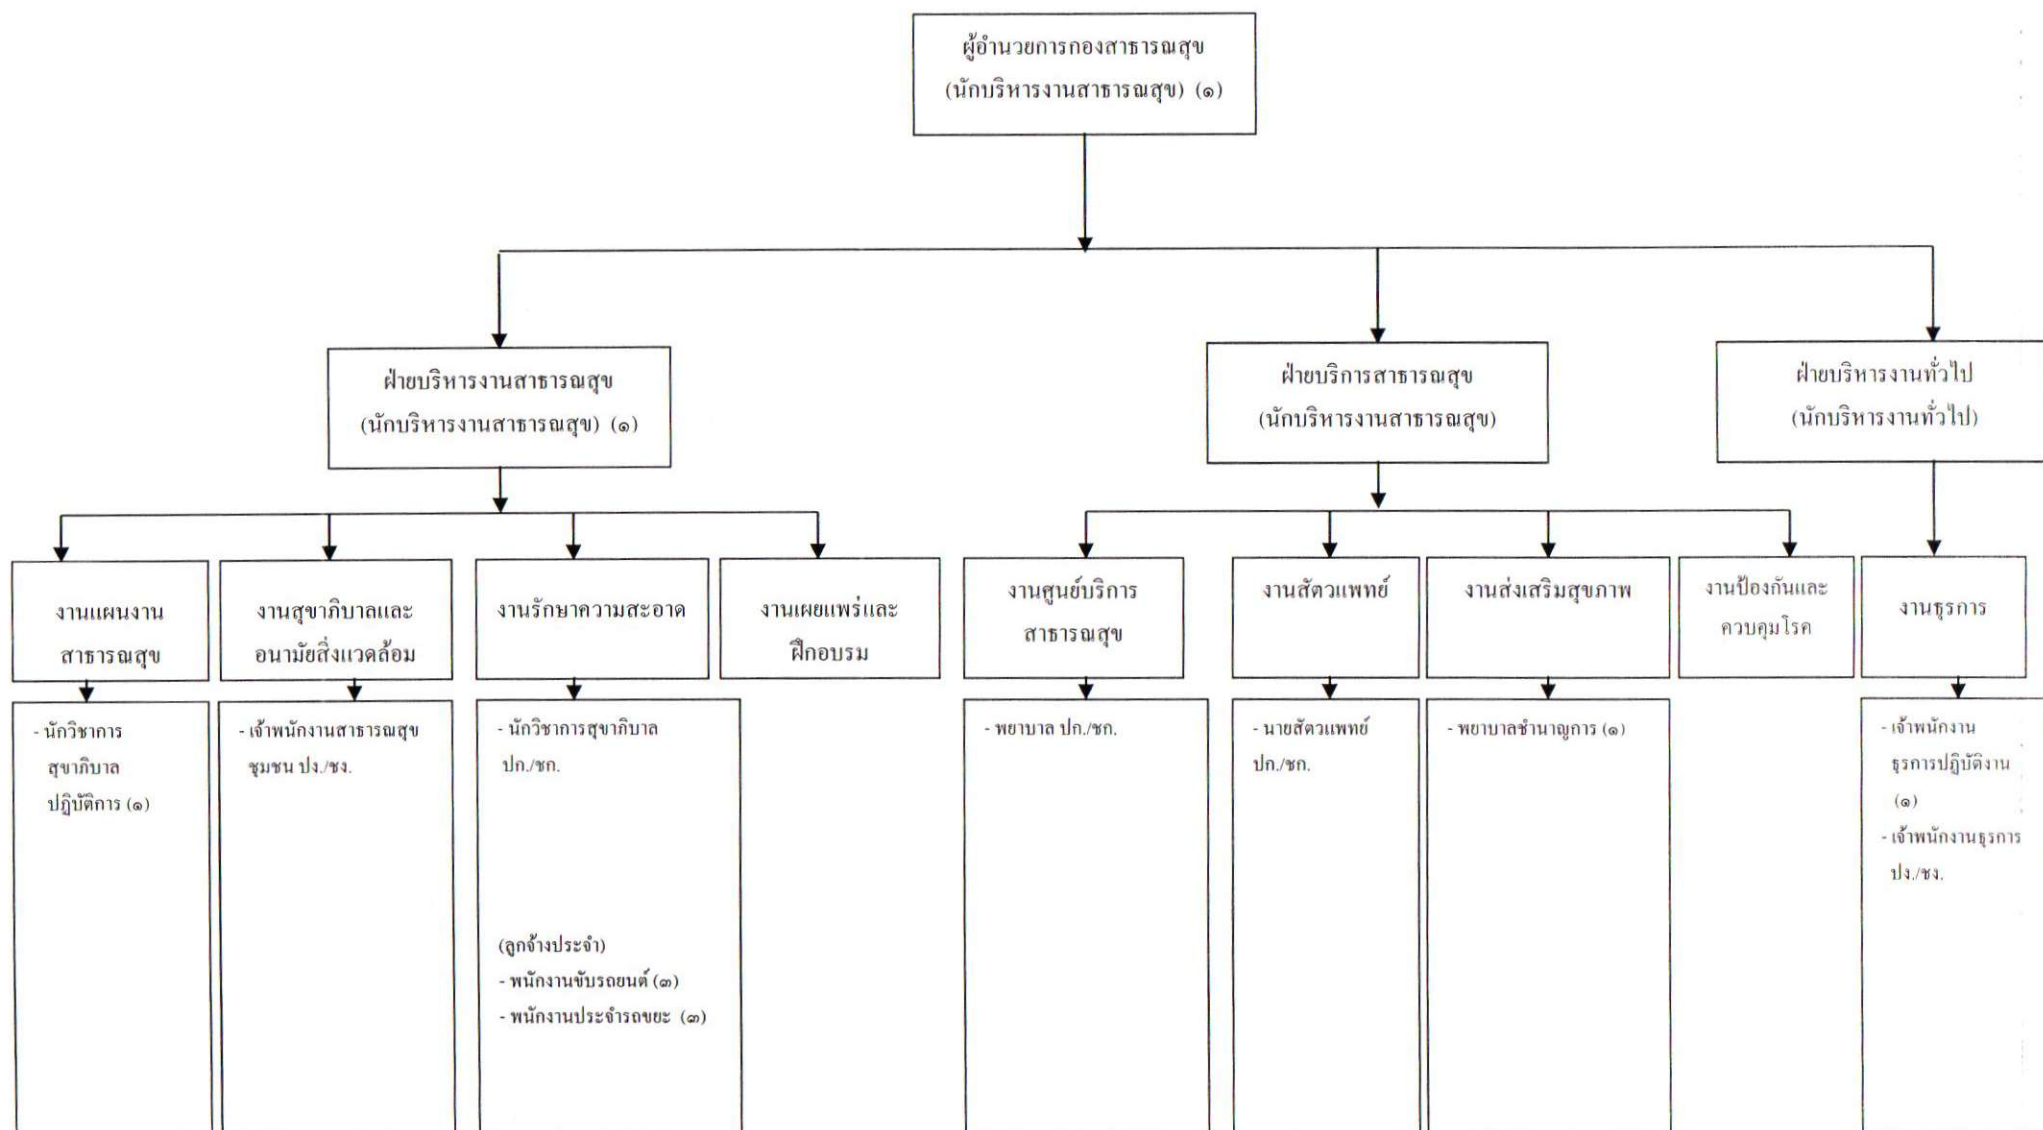 ผู้อำนวยการกองสาธารณสุข
(นักบริหารงานสาธารณสุข) (๑)
ฝ่ายบริหารงานสาธารณสุข
(นักบริหารงานสาธารณสุข) (๑)
ฝ่ายบริการสาธารณสุข
(นักบริหารงานสาธารณสุข)
ฝ่ายบริหารงานทั่วไป
(นักบริหารงานทั่วไป)
งานแผนงาน
สาธารณสุข
งานสุขาภิบาลและ
อนามัยสิ่งแวดล้อม
งานรักษาความสะอาด
งานเผยแพร่และ
ฝึกอบรม
งานศูนย์บริการ
สาธารณสุข
งานสัตวแพทย์
งานส่งเสริมสุขภาพ
งานป้องกันและ
ควบคุมโรค
งานธุรการ
- นักวิชาการ
สุขาภิบาล
ปฏิบัติการ (๑)
- เจ้าพนักงานสาธารณสุข
ชุมชน ปง./ชง.
- นักวิชาการสุขาภิบาล
ปก./ชก.
(ลูกจ้างประจำ)
- พนักงานขับรถยนต์ (๓)
- พนักงานประจำรถขยะ (๓)
- พยาบาล ปก./ชก.
- นายสัตวแพทย์
ปก./ชก.
- พยาบาลชำนาญการ (๑)
- เจ้าพนักงาน
ธุรการปฏิบัติงาน
(๑)
- เจ้าพนักงานธุรการ
ปง./ชง.